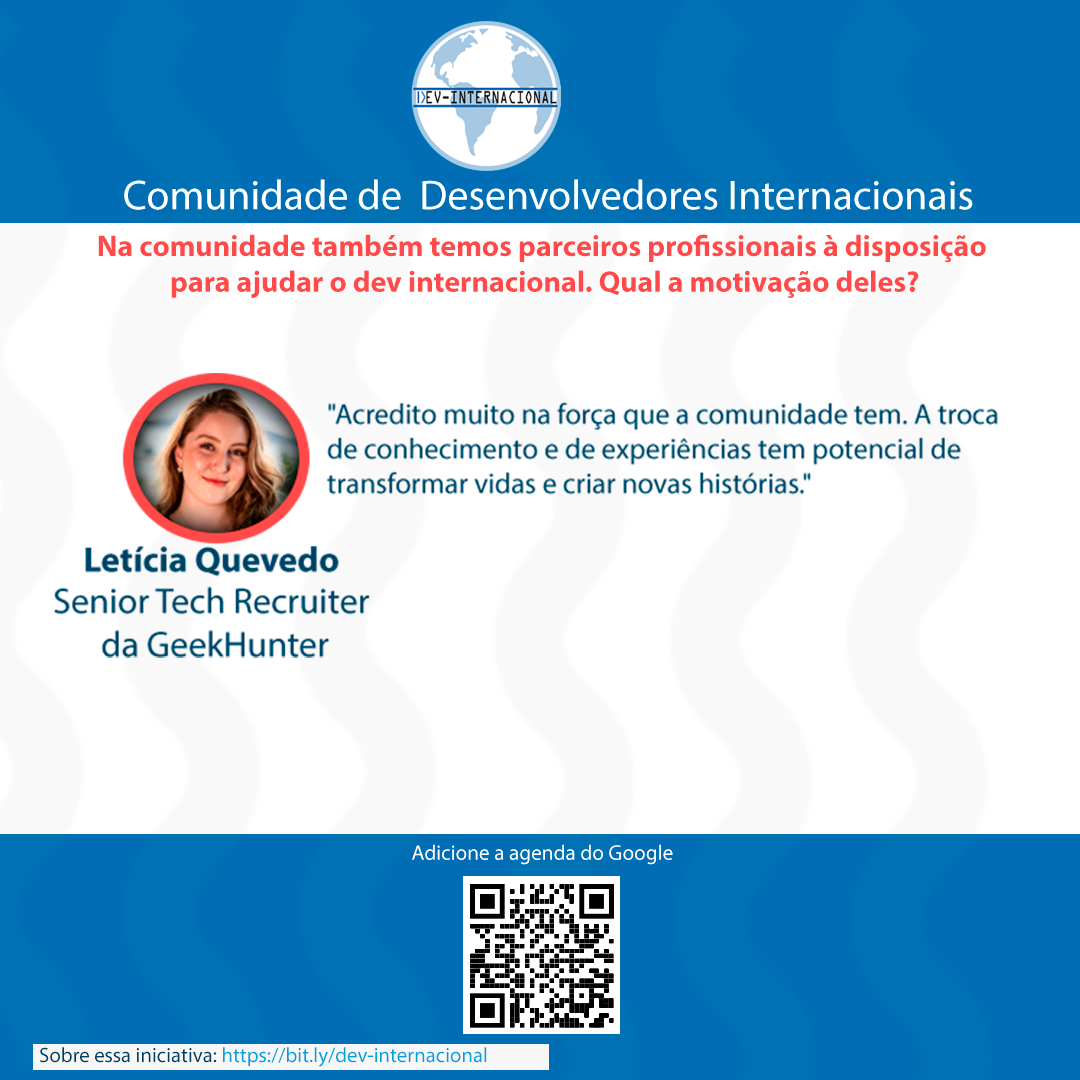 DEV-INTERNACIONAL
Comunidade de Desenvolvedores Internacionais
Na comunidade também temos parceiros profissionais à disposição
para ajudar o dev internacional. Qual a motivação deles?
"Acredito muito na força que a comunidade tem. A troca
de conhecimento e de experiências tem potencial de
transformar vidas e criar novas histórias."
Letícia Quevedo
Senior Tech Recruiter
da GeekHunter
Adicione a agenda do Google
Sobre essa iniciativa: https://bit.ly/dev-internacional